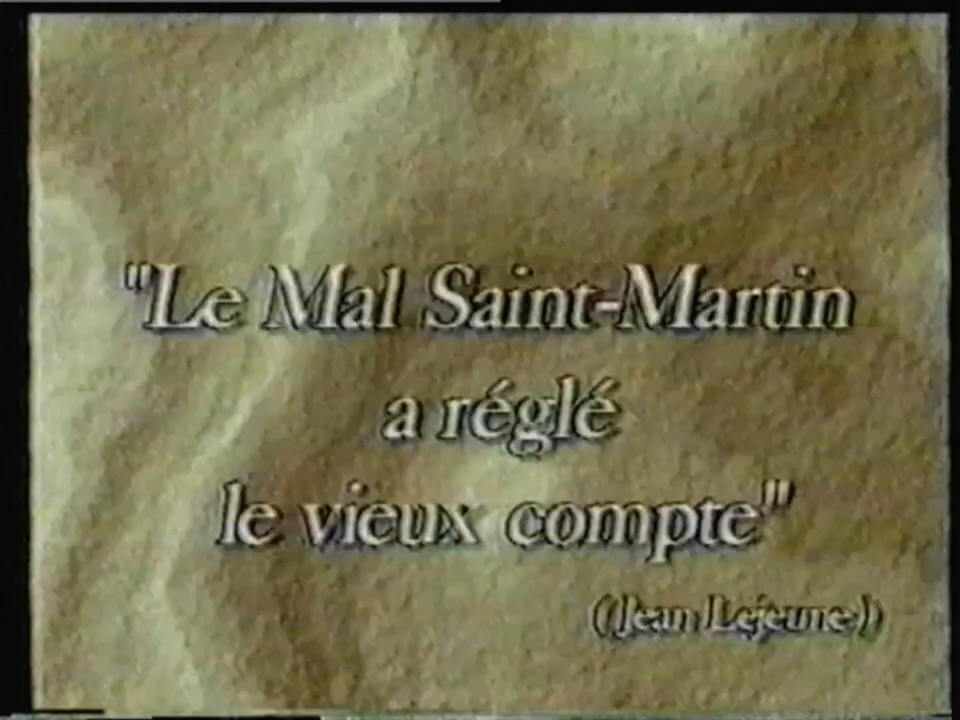 "Le Mal Saint-Martin
a réglé
le vieux compte"
(Jean Lejeune)